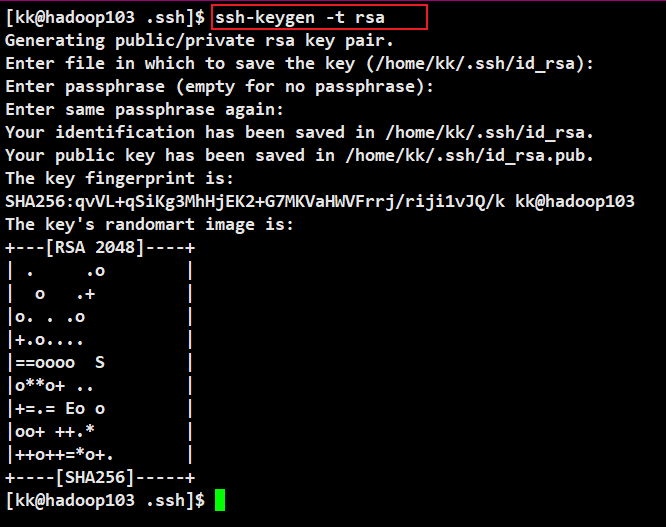 [kk@hadoop103 .ssh]$ ssh-keygen -t rsa
Generating public/private rsa key pair.
Enter file in which to save the key (/home/kk/.ssh/id_rsa):
Enter passphrase (empty for no passphrase):
Enter same passphrase again:
Your identification has been saved in /home/kk/.ssh/id_rsa.
Your public key has been saved in /home/kk/.ssh/id_rsa.pub.
The key fingerprint is:
SHA256:qvVL+qSiKg3MhHjEK2+G7MKVaHWVFrrj/riji1vJQ/k kk@hadoop103
The key's randomart image is:
+---[RSA 2048]----+
| .     .o        |
|  o   .+         |
|o. . .o          |
|+.o....          |
|==oooo  S        |
|o**o+ ..         |
|+=.= Eo o        |
|oo+ ++.*         |
|++o++=*o+.       |
+----[SHA256]-----+
[kk@hadoop103 .ssh]$